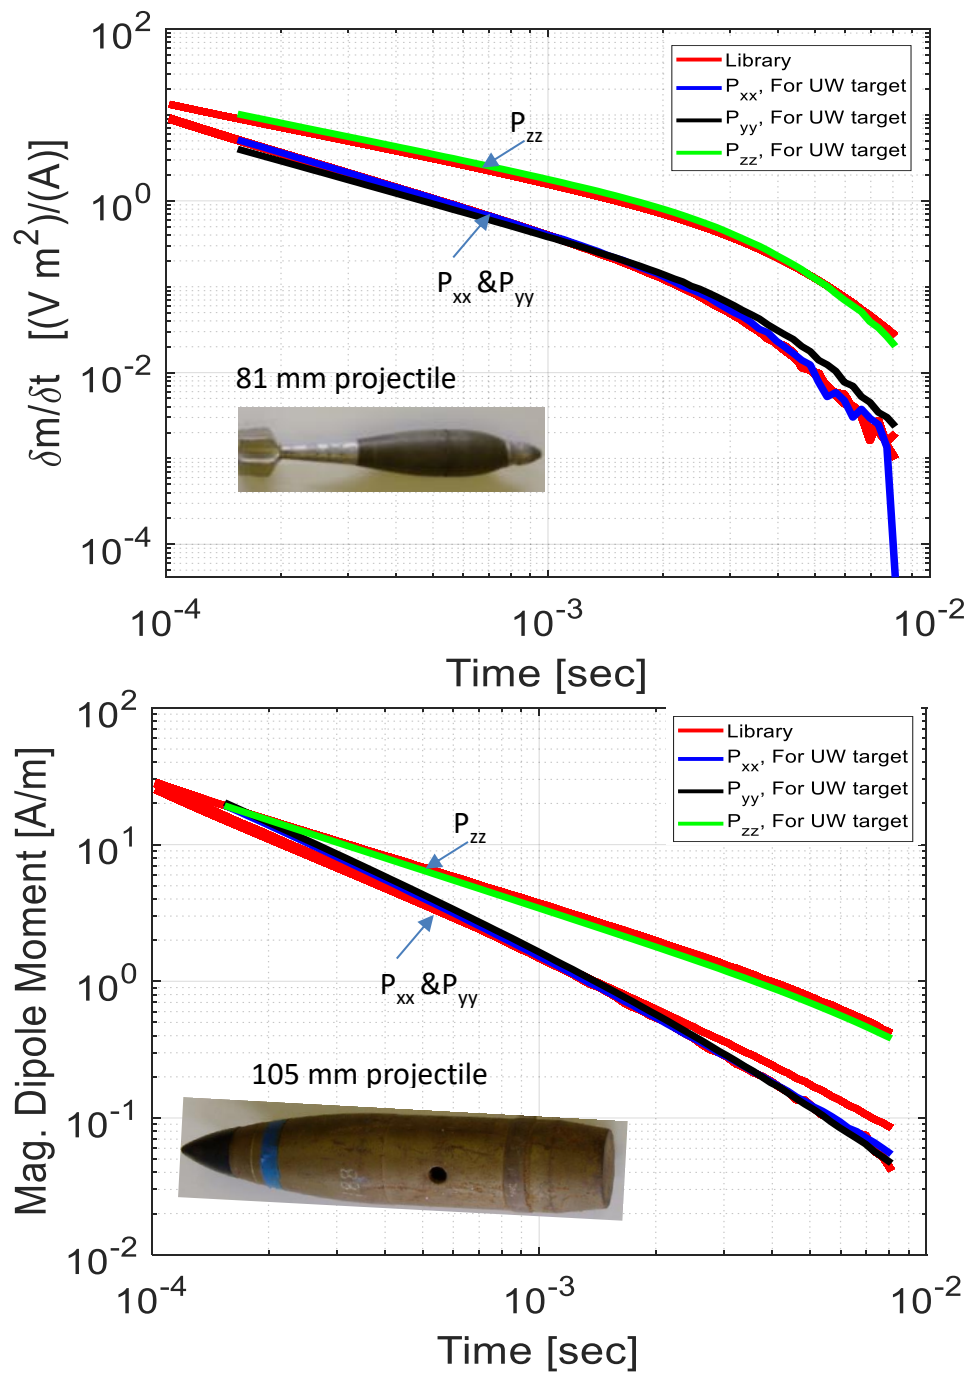 10^2
10^0
10^-2
10^-4
δm/δt [(V m^2)/(A)]
Library
P_xx, For UW target
P_yy, For UW target
P_zz, For UW target
P_zz
P_xx &P_yy
81 mm projectile
10^-4 10^-3 10^-2
Time [sec]
10^2
10^1
10^0
10^-1
10^-2
Mag. Dipole Moment [A/m]
Library
P_xx, For UW target
P_yy, For UW target
P_zz, For UW target
P_zz
P_xx &P_yy
105 mm projectile
10^-4 10^-3 10^-2
Time [sec]